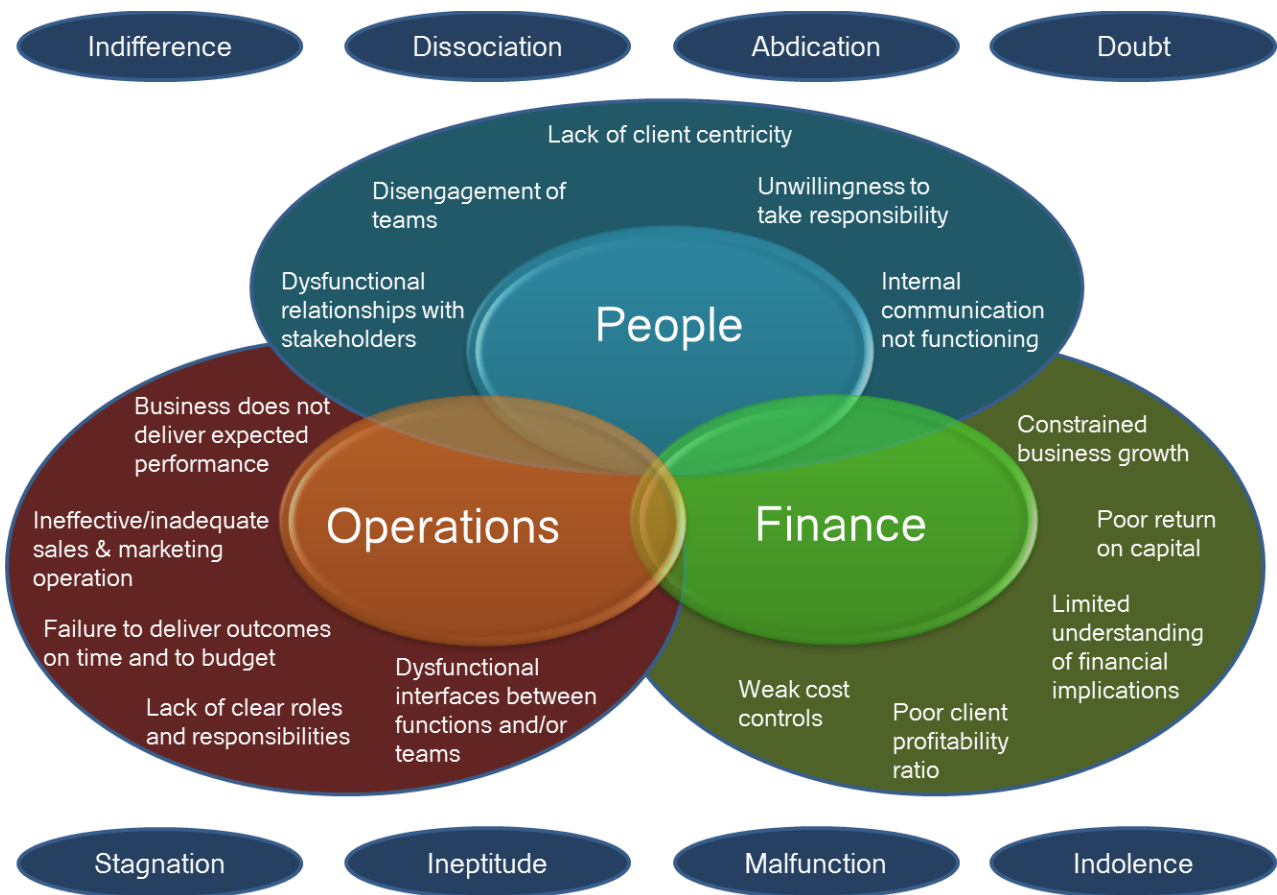 Indifference
Dissociation
Abdication
Doubt
Lack of client centricity
Disengagement of
teams
Unwillingness to
take responsibility
Dysfunctional
relationships with
stakeholders
People
Internal
communication
not functioning
Business does not
deliver expected
performance
Ineffective/inadequate
sales & marketing
operation
Failure to deliver outcomes
on time and to budget
Lack of clear roles
and responsibilities
Dysfunctional
interfaces between
functions and/or
teams
Operations
Finance
Constrained
business growth
Poor return
on capital
Limited
understanding
of financial
implications
Weak cost
controls
Poor client
profitability
ratio
Stagnation
Ineptitude
Malfunction
Indolence